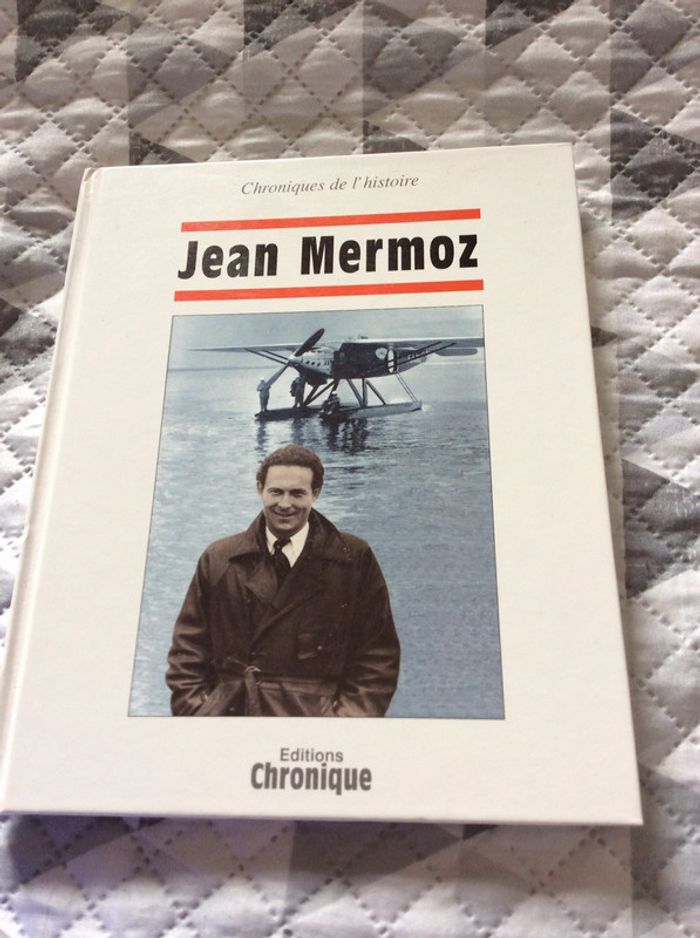 Chroniques de l'histoire
Jean Mermoz
Editions
Chronique